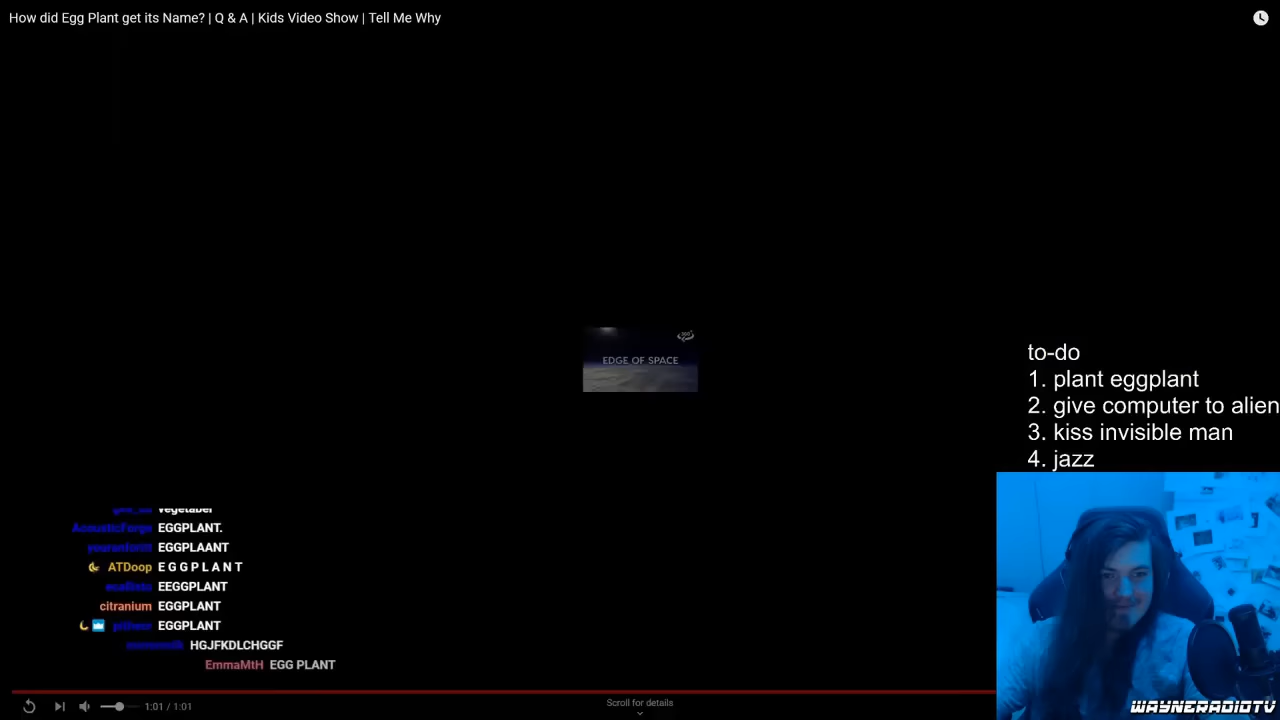 How did Egg Plant get its Name? | Q & A | Kids Video Show | Tell Me Why
360°
EDGE OF SPACE
to-do
1. plant eggplant
2. give computer to alien
3. kiss invisible man
4. jazz
vegetabel
AcousticForge EGGPLANT.
EGGPLAANT
ATDoop E G G P L A N T
EEGGPLANT
citranium EGGPLANT
EGGPLANT
HGJFKDLCHGGF
EmmaMtH EGG PLANT
1:01 / 1:01
Scroll for details
WAYNERADIOTV